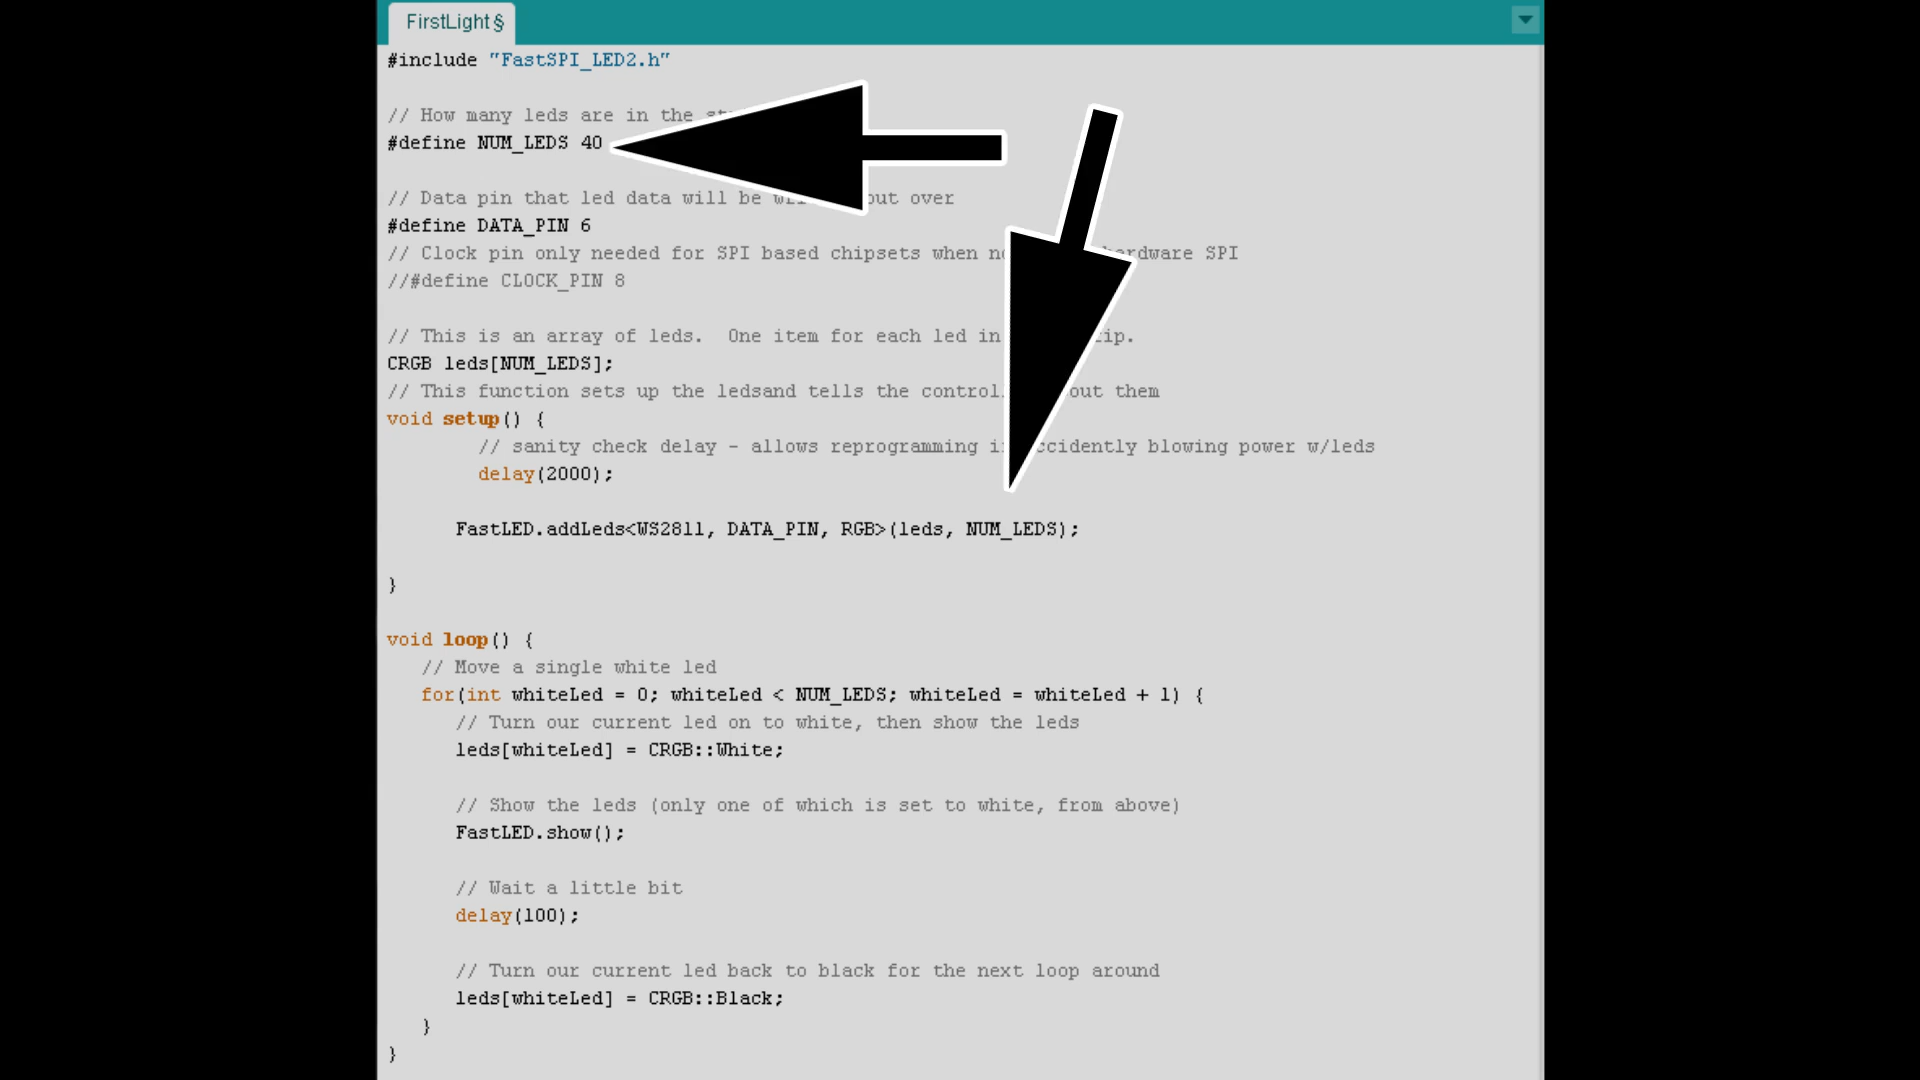 FirstLight §
#include "FastSPI_LED2.h"
// How many leds are in the
#define NUM_LEDS 40
// Data pin that led data will be out over
#define DATA_PIN 6
// Clock pin only needed for SPI based chipsets when hardware SPI
//#define CLOCK_PIN 8
// This is an array of leds.  One item for each led in
CRGB leds[NUM_LEDS];
// This function sets up the ledsand tells the them
void setup() {
// sanity check delay - allows reprogramming blowing power w/leds
delay(2000);
FastLED.addLeds<WS2811, DATA_PIN, RGB>(leds, NUM_LEDS);
}
void loop() {
// Move a single white led
for(int whiteLed = 0; whiteLed < NUM_LEDS; whiteLed = whiteLed + 1) {
// Turn our current led on to white, then show the leds
leds[whiteLed] = CRGB::White;
// Show the leds (only one of which is set to white, from above)
FastLED.show();
// Wait a little bit
delay(100);
// Turn our current led back to black for the next loop around
leds[whiteLed] = CRGB::Black;
}
}